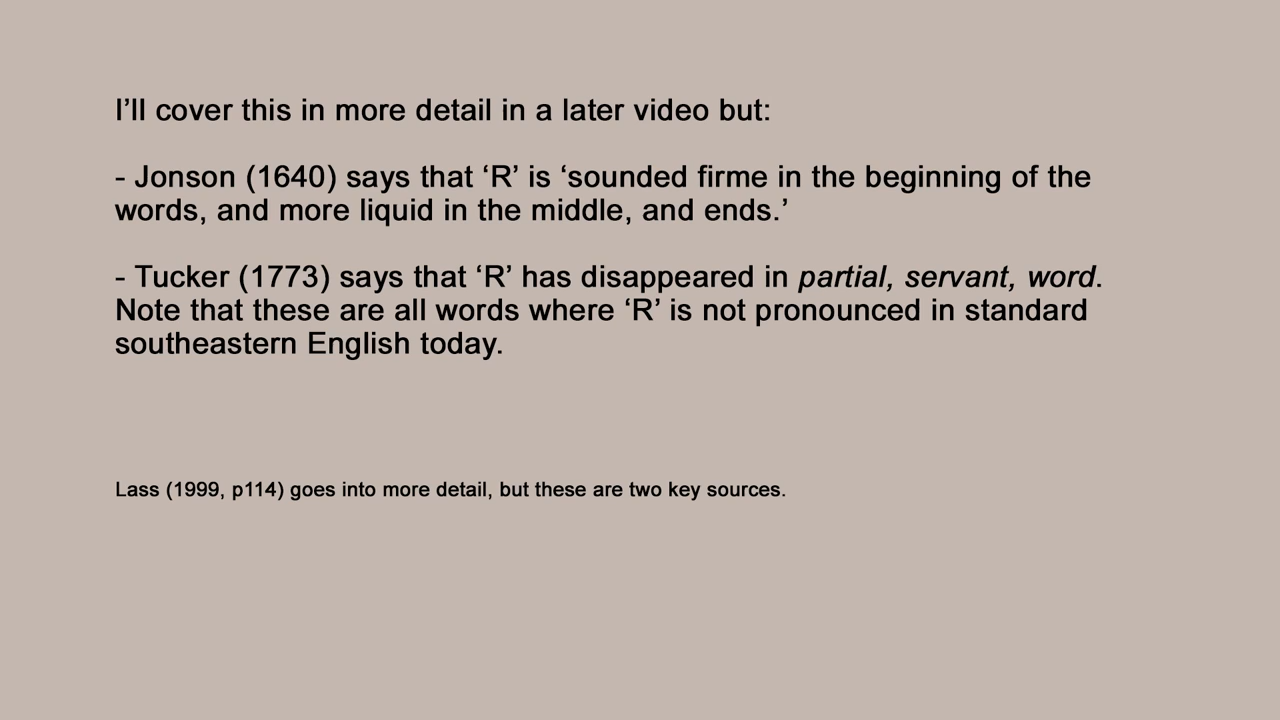 I’ll cover this in more detail in a later video but:
- Jonson (1640) says that ‘R’ is ‘sounded firme in the beginning of the
words, and more liquid in the middle, and ends.’
- Tucker (1773) says that ‘R’ has disappeared in partial, servant, word.
Note that these are all words where ‘R’ is not pronounced in standard
southeastern English today.
Lass (1999, p114) goes into more detail, but these are two key sources.